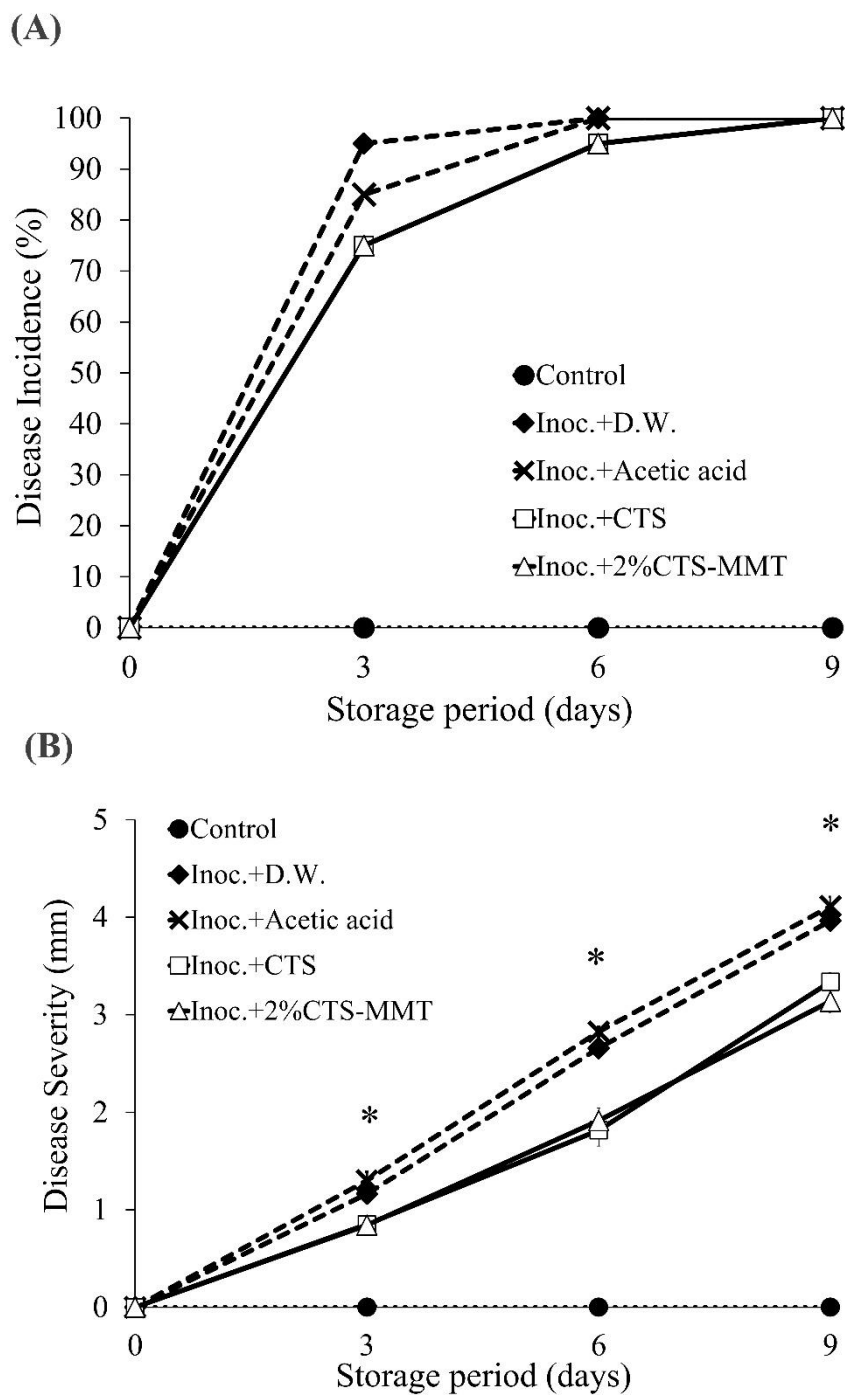 (A)
100
90
80
70
60
50
40
30
20
10
0
Disease Incidence (%)
Control
Inoc.+D.W.
Inoc.+Acetic acid
Inoc.+CTS
Inoc.+2%CTS-MMT
0 3 6 9
Storage period (days)
(B)
5
4
3
2
1
0
Disease Severity (mm)
Control
Inoc.+D.W.
Inoc.+Acetic acid
Inoc.+CTS
Inoc.+2%CTS-MMT
*
*
*
0 3 6 9
Storage period (days)